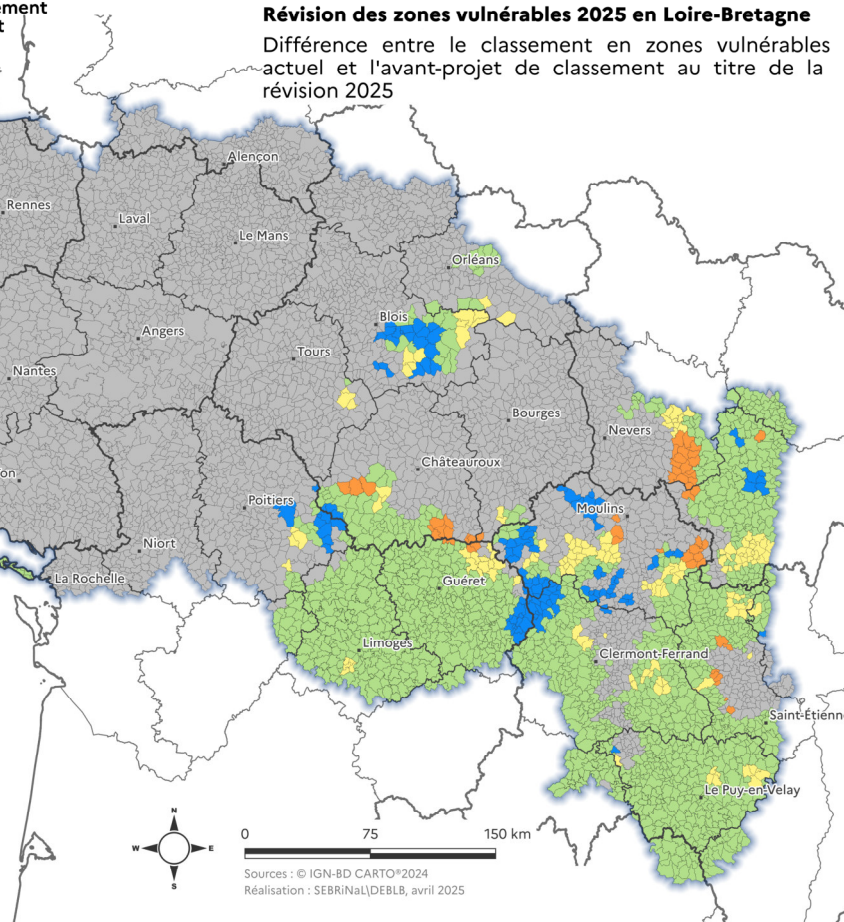 ement
t
Révision des zones vulnérables 2025 en Loire-Bretagne
Différence entre le classement en zones vulnérables
actuel et l'avant-projet de classement au titre de la
révision 2025
Alençon
Rennes
Laval
Le Mans
Orléans
Blois
Angers
Tours
Nantes
Bourges
Nevers
Châteauroux
on
Poitiers
Moulins
Niort
La Rochelle
Guéret
Limoges
Clermont-Ferrand
Saint-Étienn
Le Puy-en-Velay
N
W
E
S
0 75 150 km
Sources : © IGN-BD CARTO®2024
Réalisation : SEBRiNaL\DEBLB, avril 2025